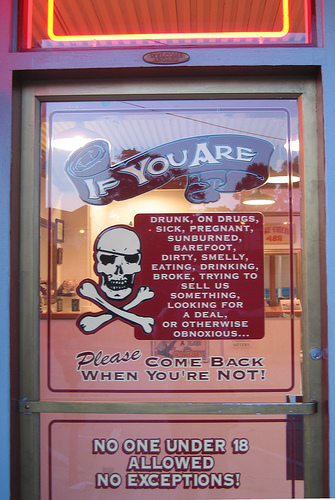 IF YOU ARE
DRUNK, ON DRUGS,
SICK, PREGNANT,
SUNBURNED,
BAREFOOT,
DIRTY, SMELLY,
EATING, DRINKING,
BROKE, TRYING TO
SELL US
SOMETHING,
LOOKING FOR
A DEAL,
OR OTHERWISE
OBNOXIOUS...
Please COME BACK
WHEN YOU'RE NOT!
NO ONE UNDER 18
ALLOWED
NO EXCEPTIONS!